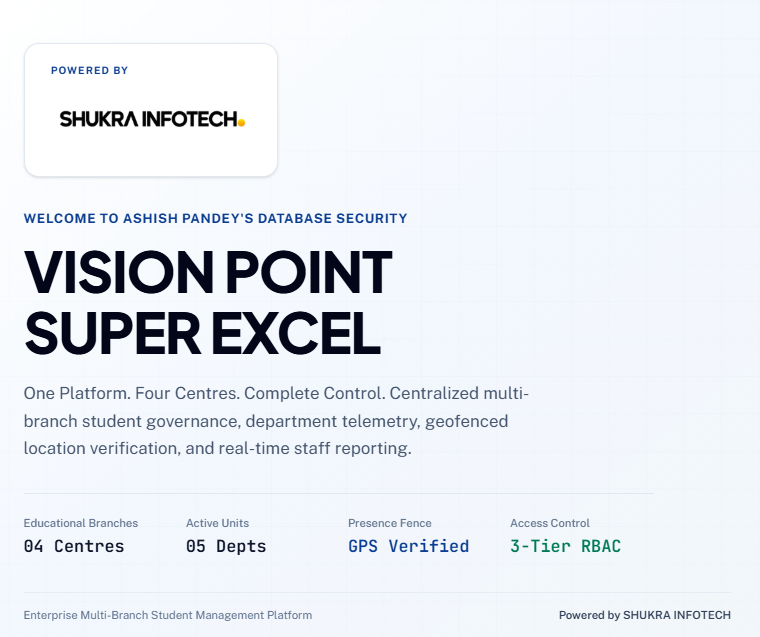 POWERED BY
SHUKRA INFOTECH.
WELCOME TO ASHISH PANDEY'S DATABASE SECURITY
VISION POINT
SUPER EXCEL
One Platform. Four Centres. Complete Control. Centralized multi-
branch student governance, department telemetry, geofenced
location verification, and real-time staff reporting.
Educational Branches Active Units Presence Fence Access Control
04 Centres 05 Depts GPS Verified 3-Tier RBAC
Enterprise Multi-Branch Student Management Platform Powered by SHUKRA INFOTECH